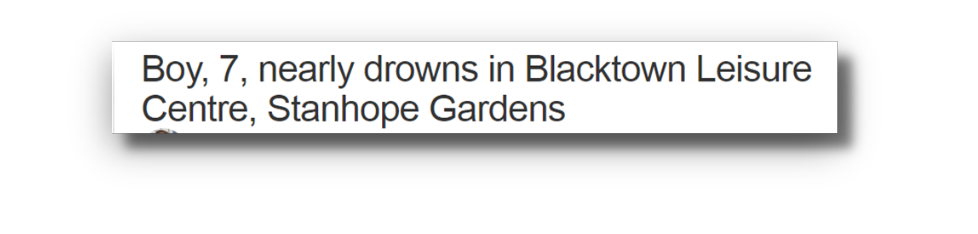 Boy, 7, nearly drowns in Blacktown Leisure
Centre, Stanhope Gardens